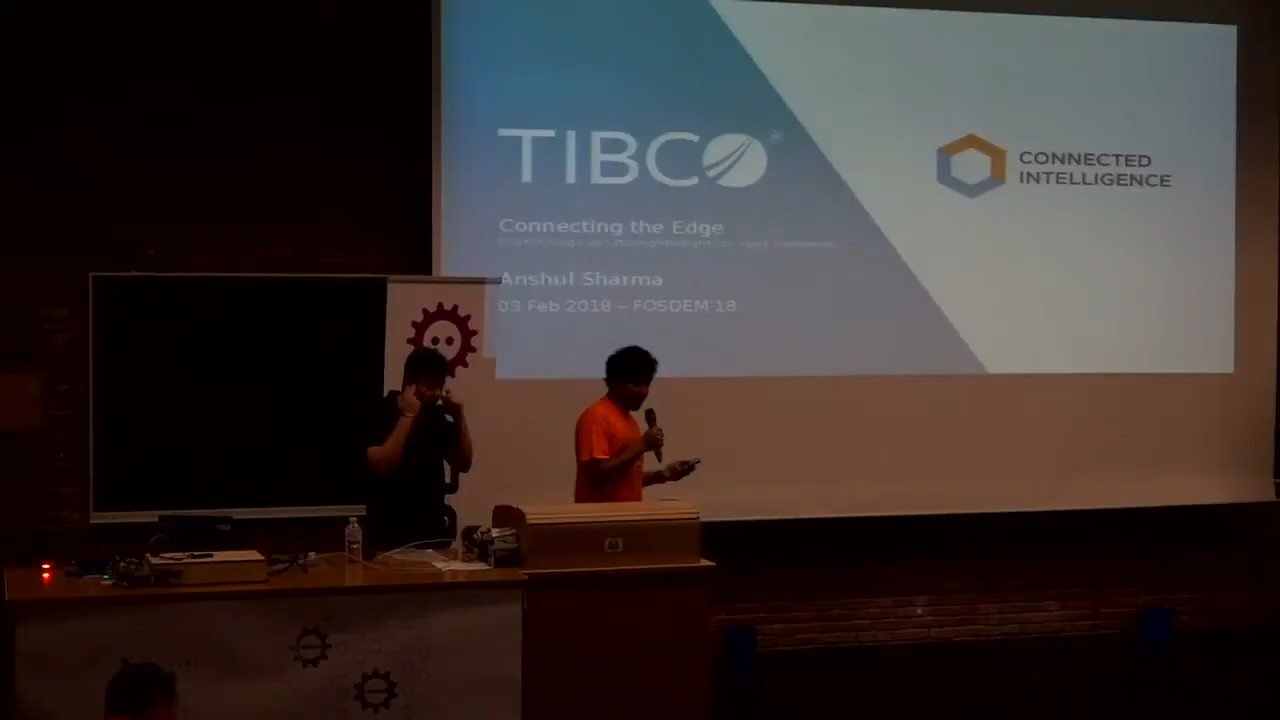 TIBCO®
CONNECTED
INTELLIGENCE
Connecting the Edge
Anshul Sharma
03 Feb 2018 – FOSDEM'18